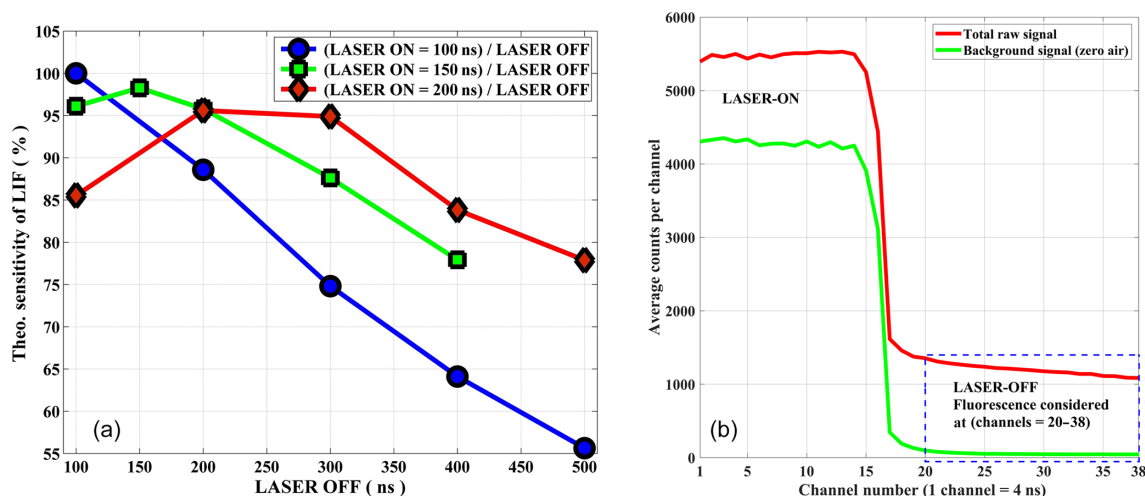 105
100
95
90
85
80
75
70
65
60
55
Theo. sensitivity of LIF ( % )
(LASER ON = 100 ns) / LASER OFF
(LASER ON = 150 ns) / LASER OFF
(LASER ON = 200 ns) / LASER OFF
(a)
100 150 200 250 300 350 400 450 500
LASER OFF ( ns )
(b)
6000
5000
4000
3000
2000
1000
0
Average counts per channel
Total raw signal
Background signal (zero air)
LASER-ON
LASER-OFF
Fluorescence considered
at (channels = 20–38)
1 5 10 15 20 25 30 35 38
Channel number (1 channel = 4 ns)